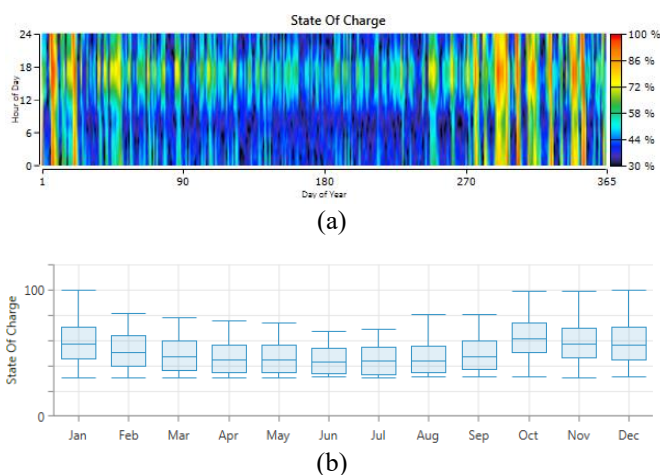 State Of Charge
24
18
12
6
0
Hour of Day
1 90 180 270 365
Day of Year
100 %
86 %
72 %
58 %
44 %
30 %
(a)
100
0
State Of Charge
Jan Feb Mar Apr May Jun Jul Aug Sep Oct Nov Dec
(b)